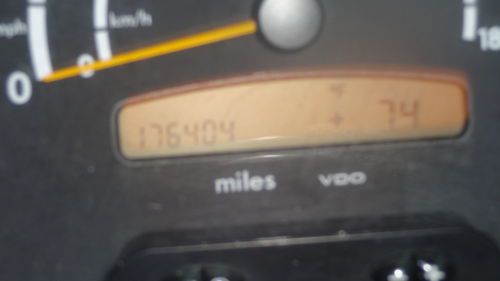 mph km/h
0 0 18
°F
176404 + 74
miles VDO